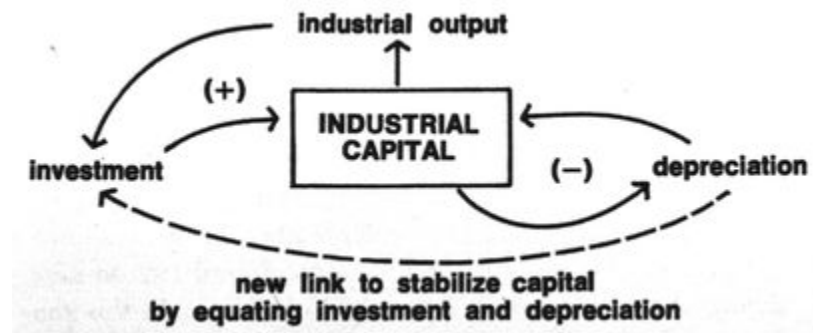 industrial output
(+)
INDUSTRIAL
CAPITAL
investment
(−)
depreciation
new link to stabilize capital
by equating investment and depreciation